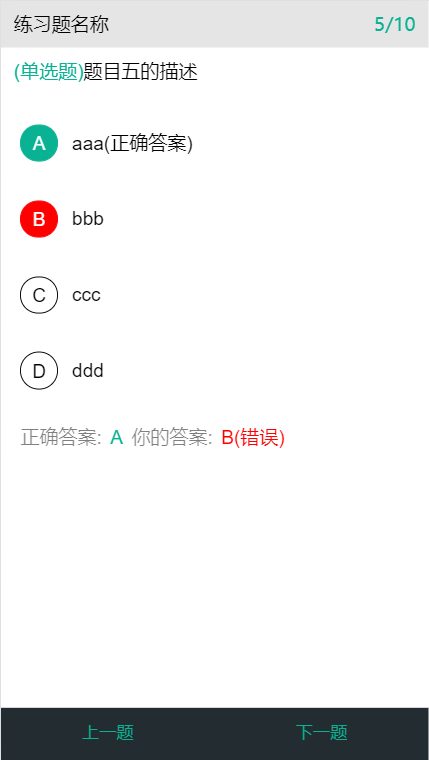 练习题名称 5/10
(单选题)题目五的描述
A aaa(正确答案)
B bbb
C ccc
D ddd
正确答案: A 你的答案: B(错误)
上一题 下一题